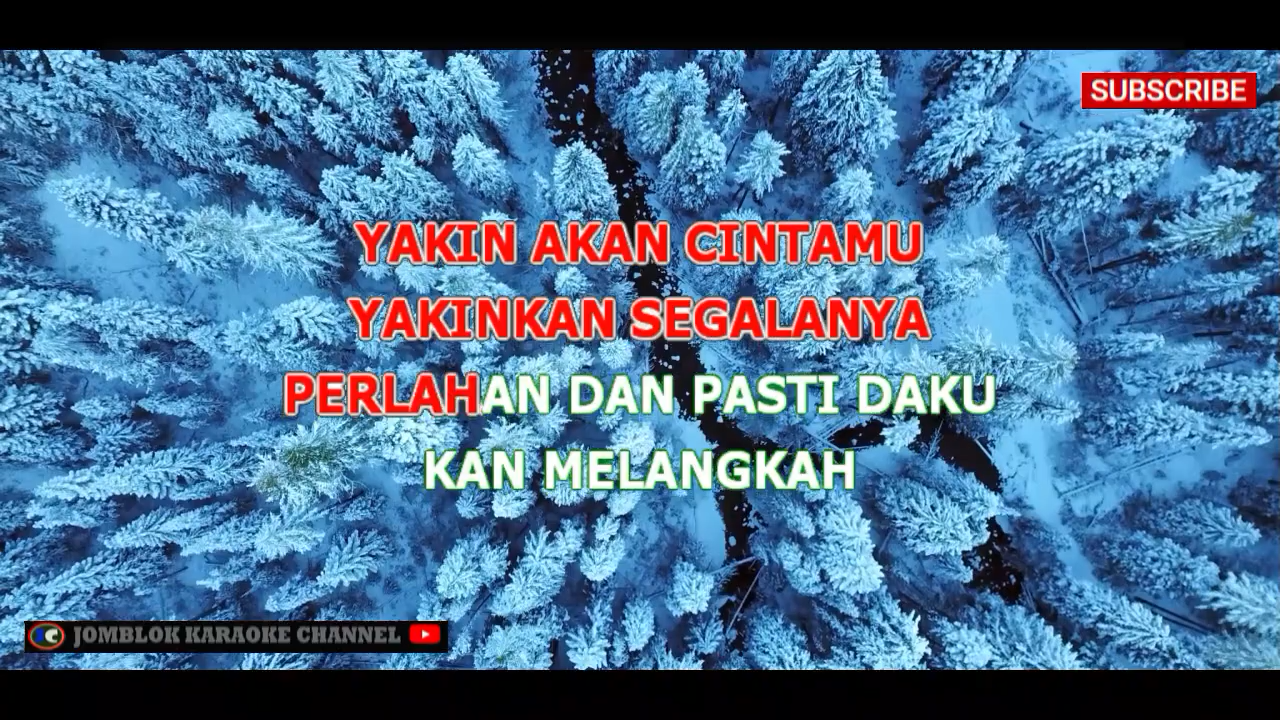 SUBSCRIBE
YAKIN AKAN CINTAMU
YAKINKAN SEGALANYA
PERLAHAN DAN PASTI DAKU
KAN MELANGKAH
JOMBLOK KARAOKE CHANNEL